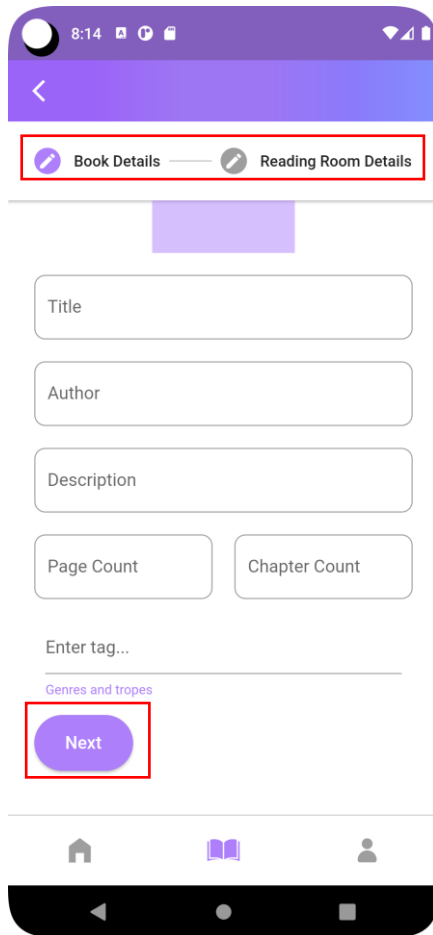 8:14
Book Details
Reading Room Details
Title
Author
Description
Page Count
Chapter Count
Enter tag...
Genres and tropes
Next